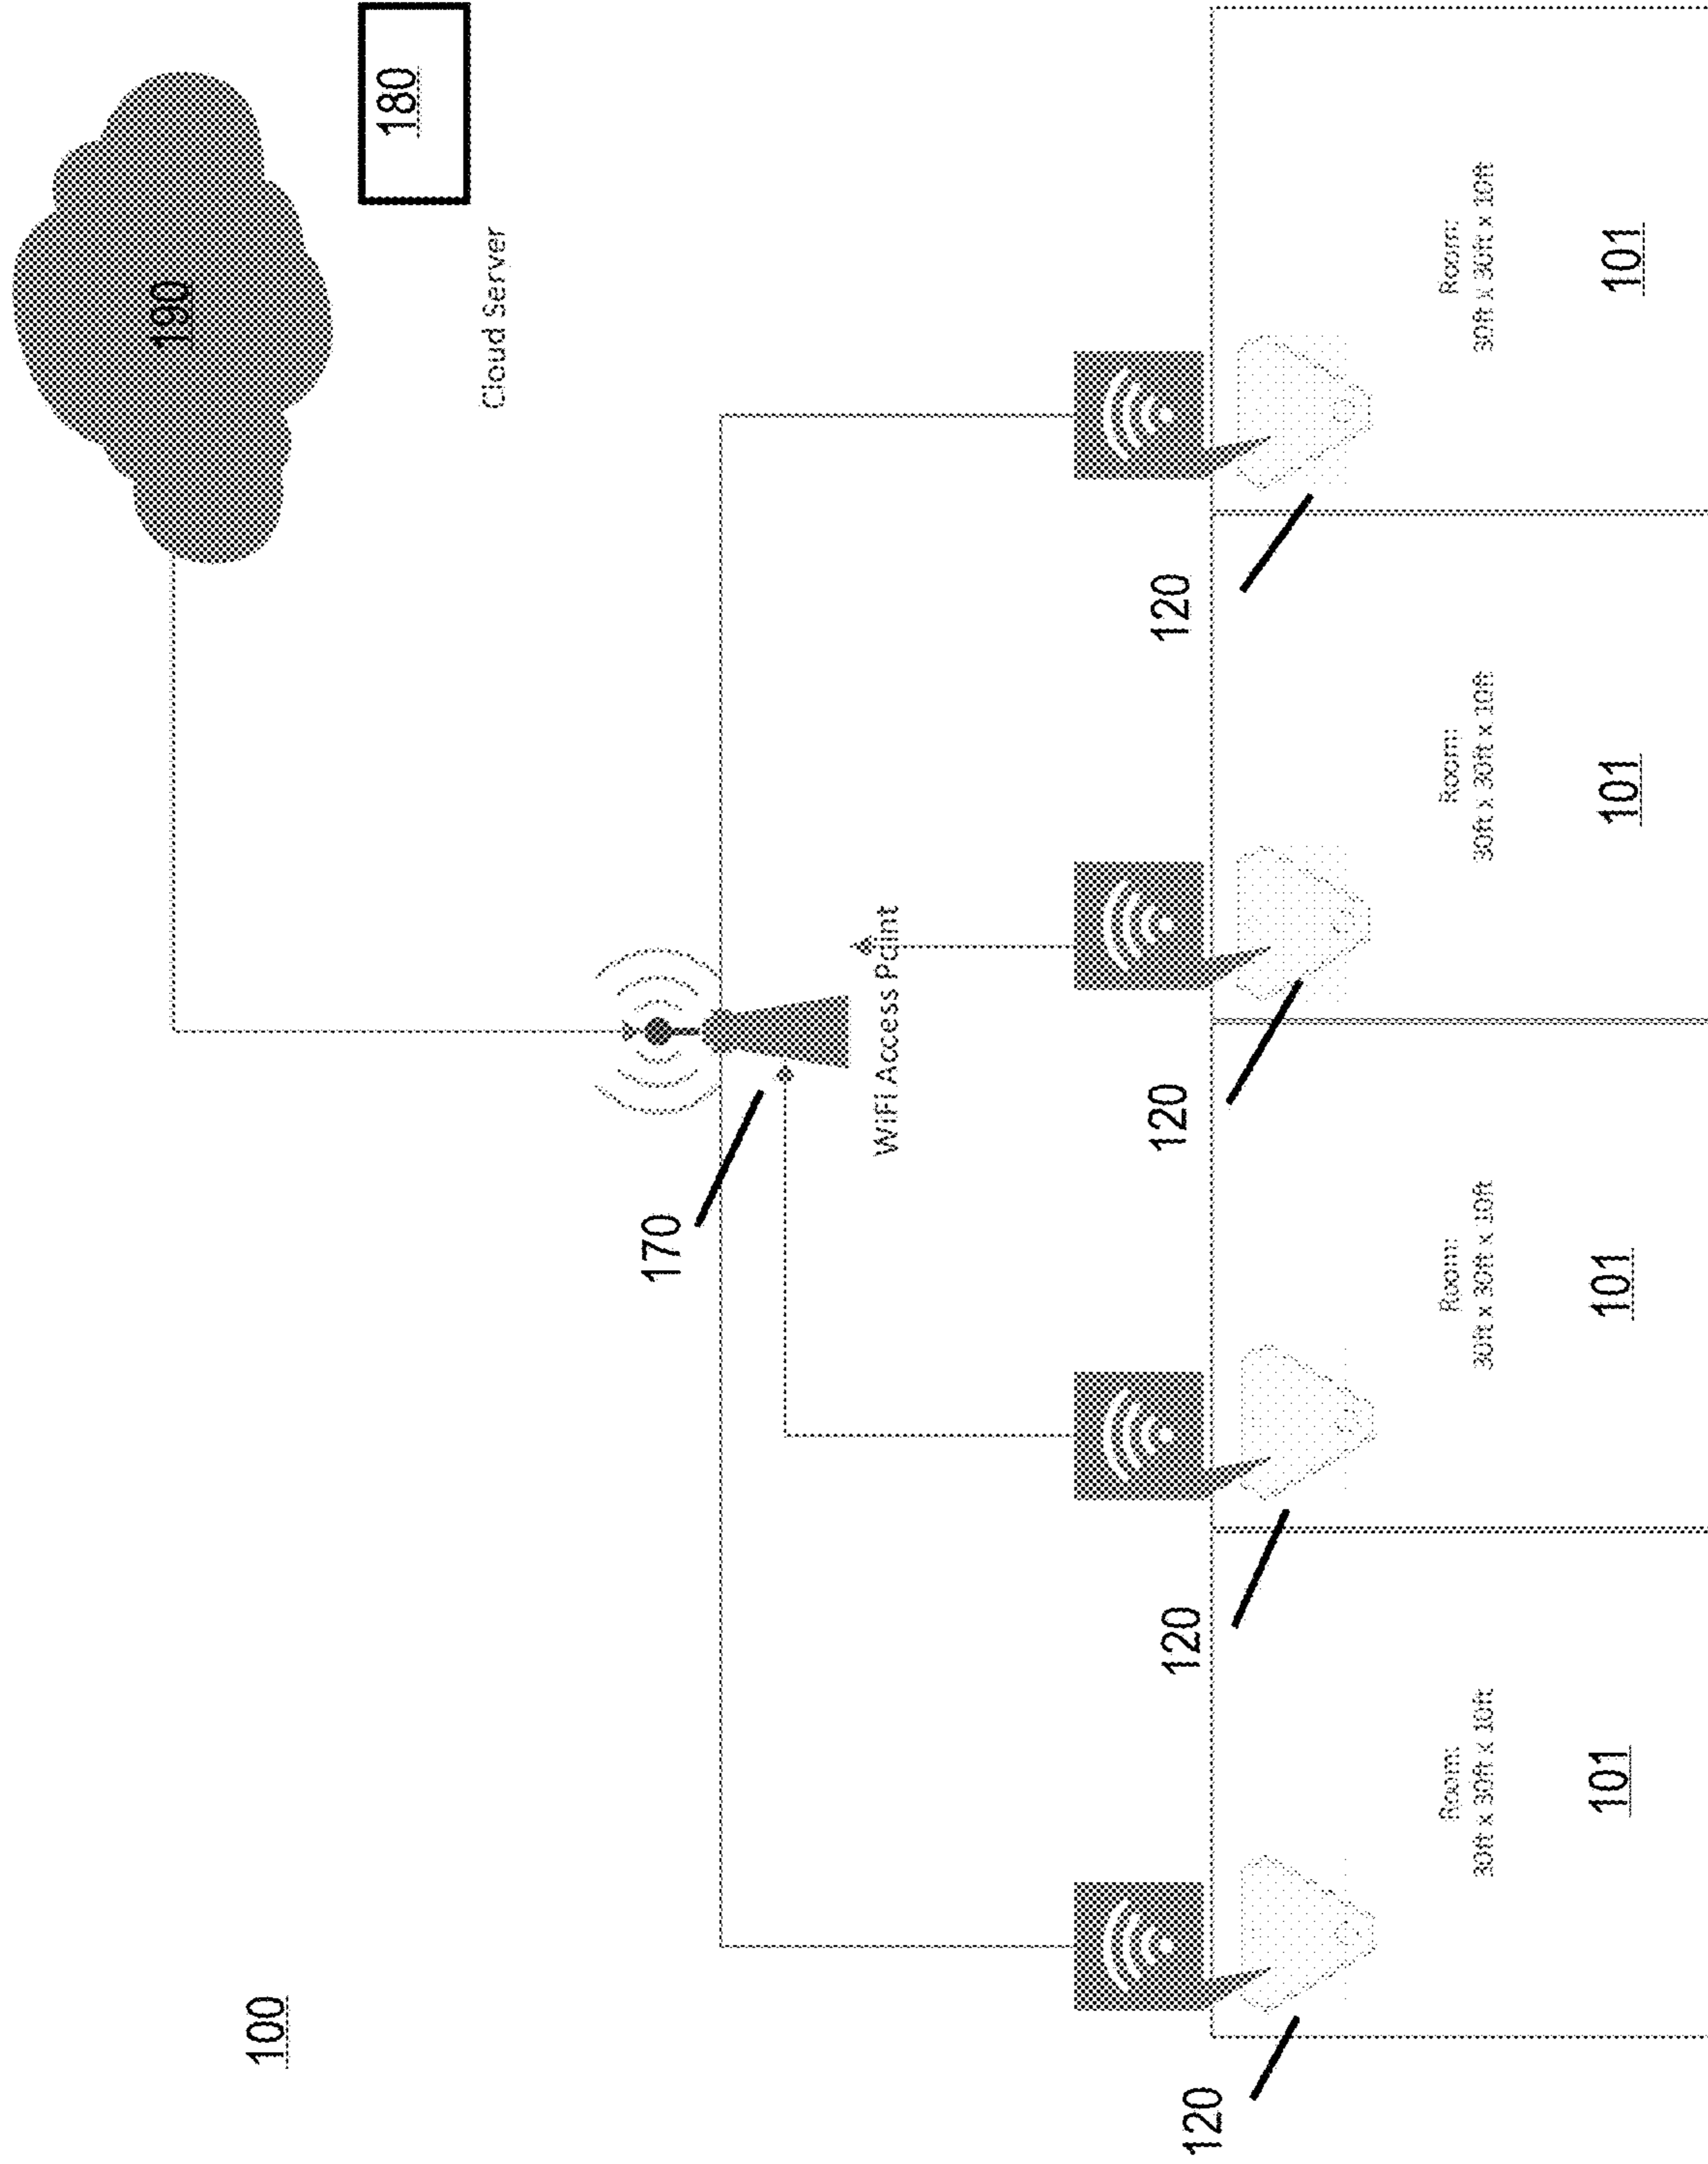 190
100
180
Cloud Server
170
WiFi Access Point
120
120
120
120
Room:
30ft x 30ft x 10ft
101
Room:
30ft x 30ft x 10ft
101
Room:
30ft x 30ft x 10ft
101
Room:
30ft x 30ft x 10ft
101